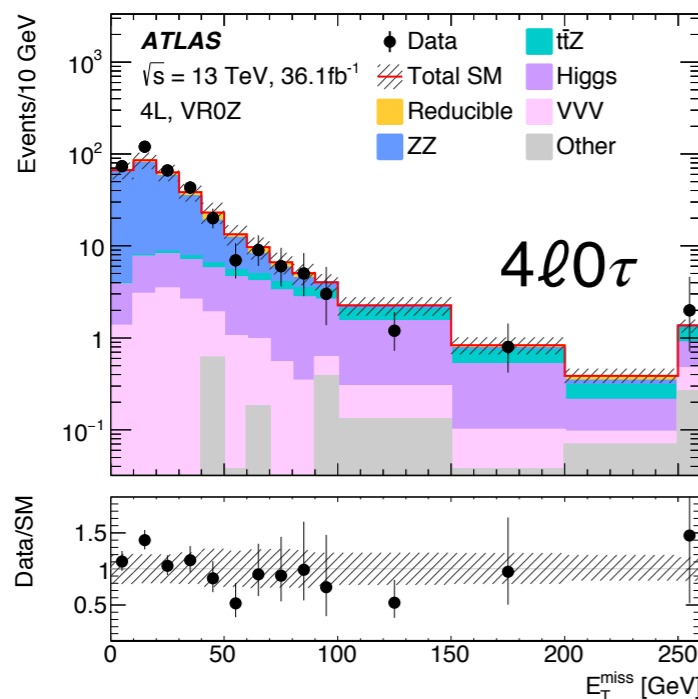 ATLAS
√s = 13 TeV, 36.1fb⁻¹
4L, VR0Z
Data
Total SM
Reducible
ZZ
tt̄Z
Higgs
VVV
Other
4ℓ0τ
Events/10 GeV
10³
10²
10
1
10⁻¹
Data/SM
1.5
1
0.5
0 50 100 150 200 250
E_T^miss [GeV]